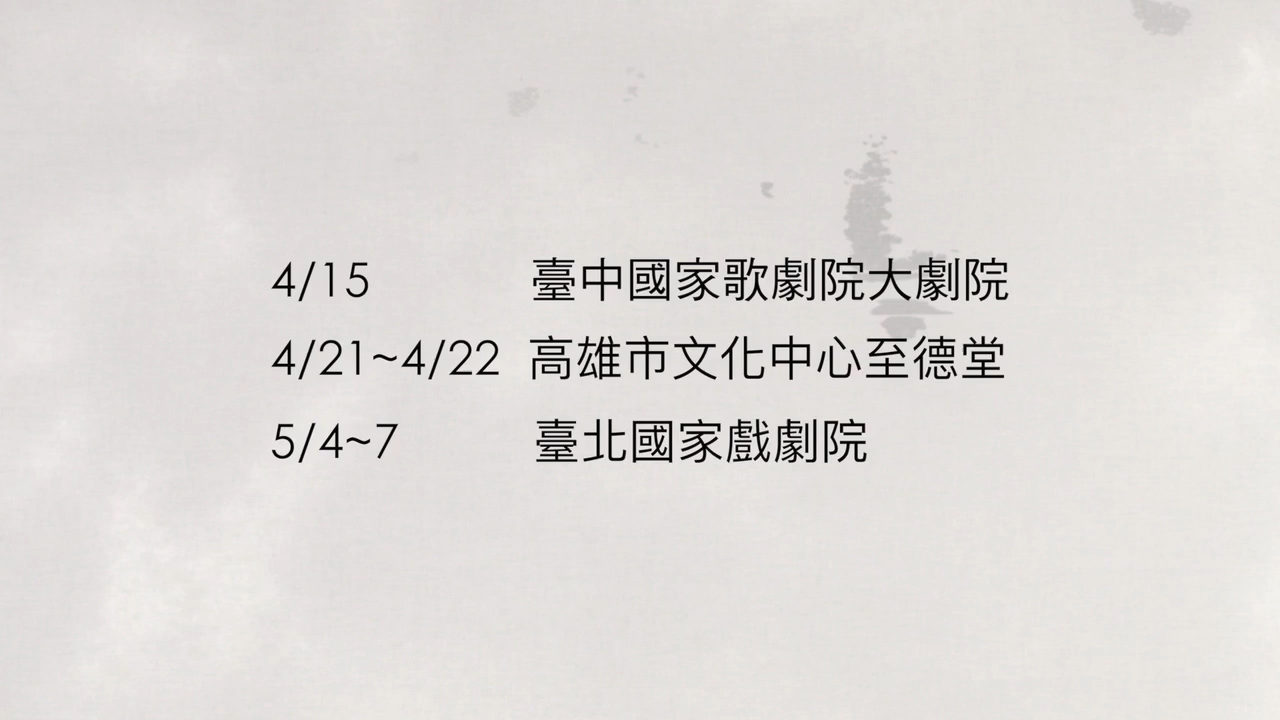 4/15 臺中國家歌劇院大劇院
4/21~4/22 高雄市文化中心至德堂
5/4~7 臺北國家戲劇院